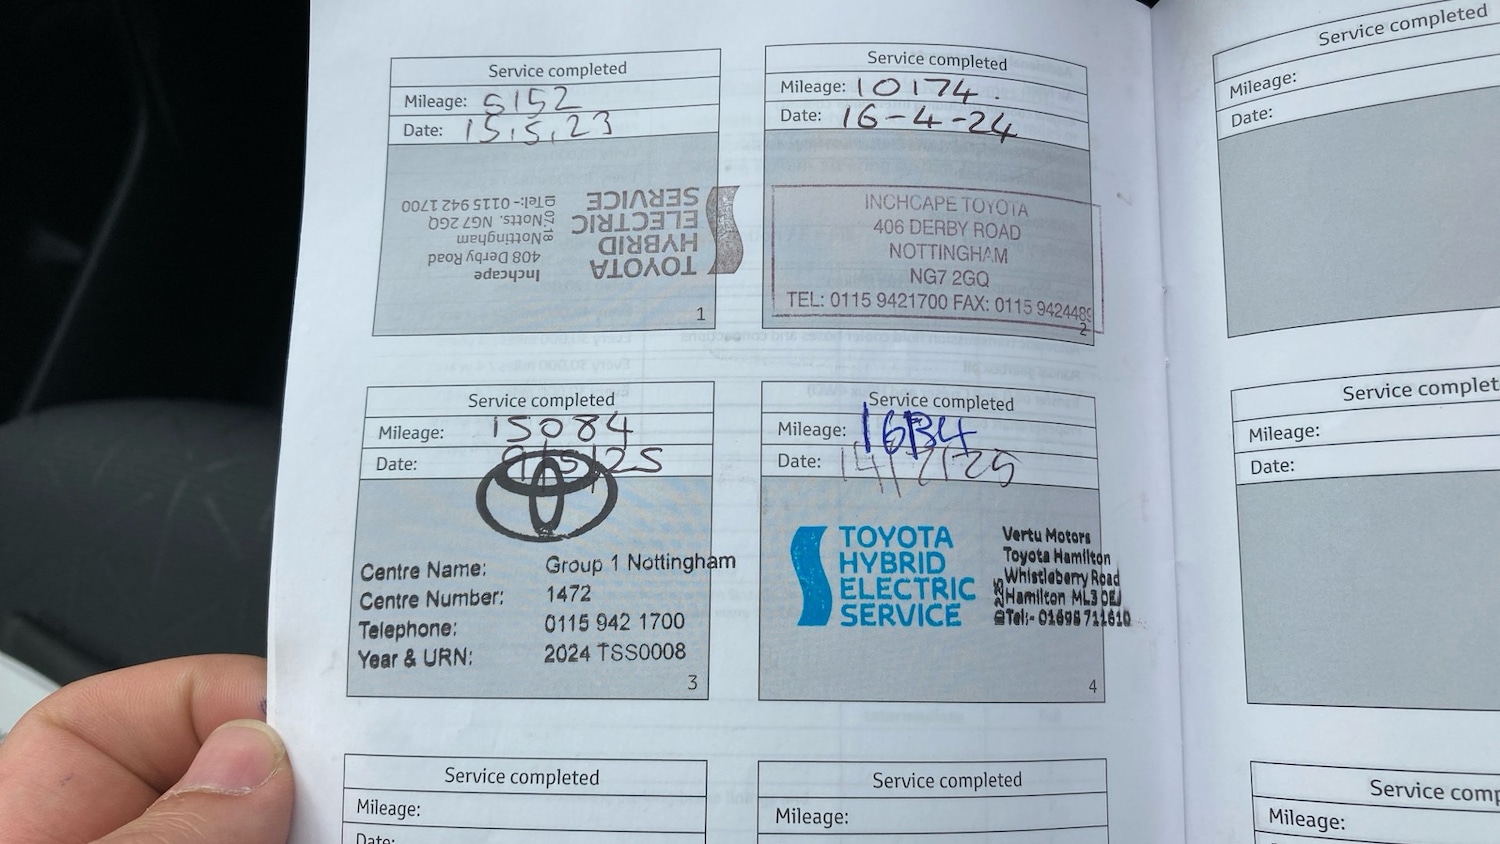 Service completed
Mileage: 5152
Date: 15.5.23
TOYOTA
HYBRID
ELECTRIC
SERVICE
Inchcape
408 Derby Road
Nottingham
Notts. NG7 2GQ
Tel:- 0115 942 1700
1
Service completed
Mileage: 10174.
Date: 16-4-24
INCHCAPE TOYOTA
406 DERBY ROAD
NOTTINGHAM
NG7 2GQ
TEL: 0115 9421700 FAX: 0115 942448
2
Service completed
Mileage: 15084
Date:
Centre Name: Group 1 Nottingham
Centre Number: 1472
Telephone: 0115 942 1700
Year & URN: 2024 TSS0008
3
Service completed
Mileage:
Date:
TOYOTA
HYBRID
ELECTRIC
SERVICE
Vertu Motors
Toyota Hamilton
Whistleberry Road
Hamilton ML3 0EJ
Tel:- 01698 711610
4
Service completed
Mileage:
Date:
Service completed
Mileage:
Service completed
Mileage:
Date:
Service complet
Mileage:
Date:
Service comp
Mileage: